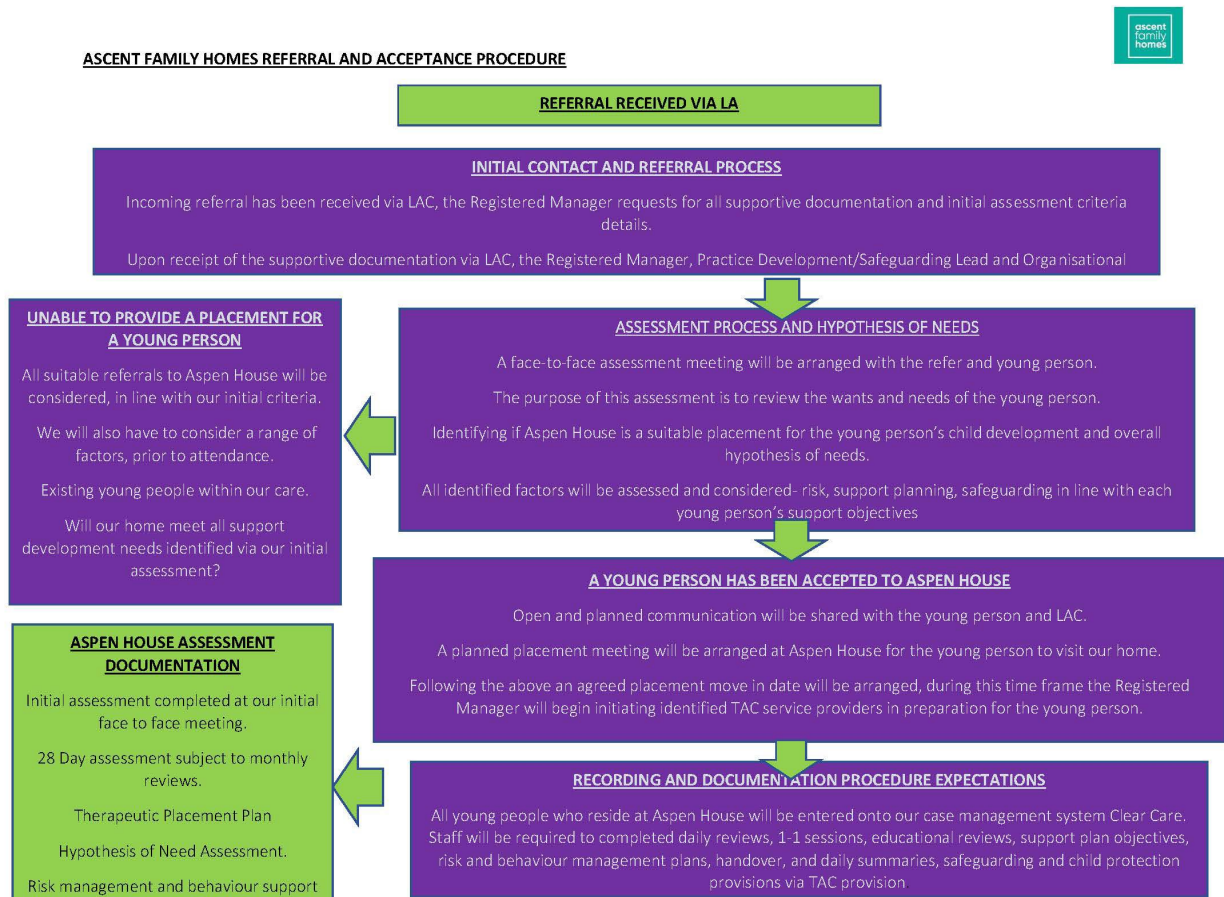 ascent
family
homes
ASCENT FAMILY HOMES REFERRAL AND ACCEPTANCE PROCEDURE
REFERRAL RECEIVED VIA LA
INITIAL CONTACT AND REFERRAL PROCESS
Incoming referral has been received via LAC, the Registered Manager requests for all supportive documentation and initial assessment criteria
details.
Upon receipt of the supportive documentation via LAC, the Registered Manager, Practice Development/Safeguarding Lead and Organisational
UNABLE TO PROVIDE A PLACEMENT FOR
A YOUNG PERSON
All suitable referrals to Aspen House will be
considered, in line with our initial criteria.
We will also have to consider a range of
factors, prior to attendance.
Existing young people within our care.
Will our home meet all support
development needs identified via our initial
assessment?
ASSESSMENT PROCESS AND HYPOTHESIS OF NEEDS
A face-to-face assessment meeting will be arranged with the refer and young person.
The purpose of this assessment is to review the wants and needs of the young person.
Identifying if Aspen House is a suitable placement for the young person's child development and overall
hypothesis of needs.
All identified factors will be assessed and considered- risk, support planning, safeguarding in line with each
young person's support objectives
A YOUNG PERSON HAS BEEN ACCEPTED TO ASPEN HOUSE
Open and planned communication will be shared with the young person and LAC.
A planned placement meeting will be arranged at Aspen House for the young person to visit our home.
Following the above an agreed placement move in date will be arranged, during this time frame the Registered
Manager will begin initiating identified TAC service providers in preparation for the young person.
ASPEN HOUSE ASSESSMENT
DOCUMENTATION
Initial assessment completed at our initial
face to face meeting.
28 Day assessment subject to monthly
reviews.
Therapeutic Placement Plan
Hypothesis of Need Assessment.
Risk management and behaviour support
RECORDING AND DOCUMENTATION PROCEDURE EXPECTATIONS
All young people who reside at Aspen House will be entered onto our case management system Clear Care.
Staff will be required to completed daily reviews, 1-1 sessions, educational reviews, support plan objectives,
risk and behaviour management plans, handover, and daily summaries, safeguarding and child protection
provisions via TAC provision